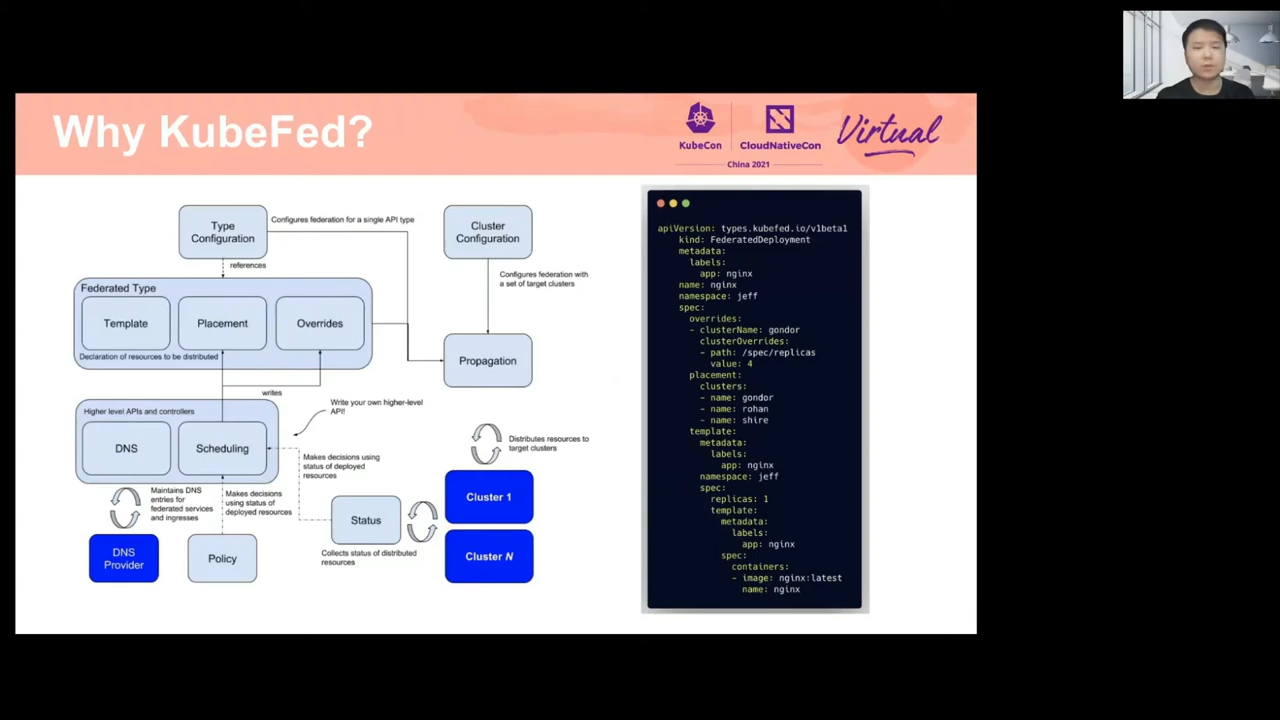 Why KubeFed?
KubeCon
CloudNativeCon
Virtual
China 2021
Type
Configuration
Configures federation for a single API type
Cluster
Configuration
references
Configures federation with
a set of target clusters
Federated Type
Template
Placement
Overrides
Declaration of resources to be distributed
Propagation
writes
Higher level APIs and controllers
Write your own higher-level
API!
DNS
Scheduling
Makes decisions using
status of deployed
resources
Distributes resources to
target clusters
Maintains DNS
entries for
federated services
and ingresses
Makes decisions
using status of
deployed resources
Status
Cluster 1
Collects status of distributed
resources
Cluster N
DNS
Provider
Policy
apiVersion: types.kubefed.io/v1beta1
kind: FederatedDeployment
metadata:
labels:
app: nginx
name: nginx
namespace: jeff
spec:
overrides:
- clusterName: gondor
clusterOverrides:
- path: /spec/replicas
value: 4
placement:
clusters:
- name: gondor
- name: rohan
- name: shire
template:
metadata:
labels:
app: nginx
namespace: jeff
spec:
replicas: 1
template:
metadata:
labels:
app: nginx
spec:
containers:
- image: nginx:latest
name: nginx